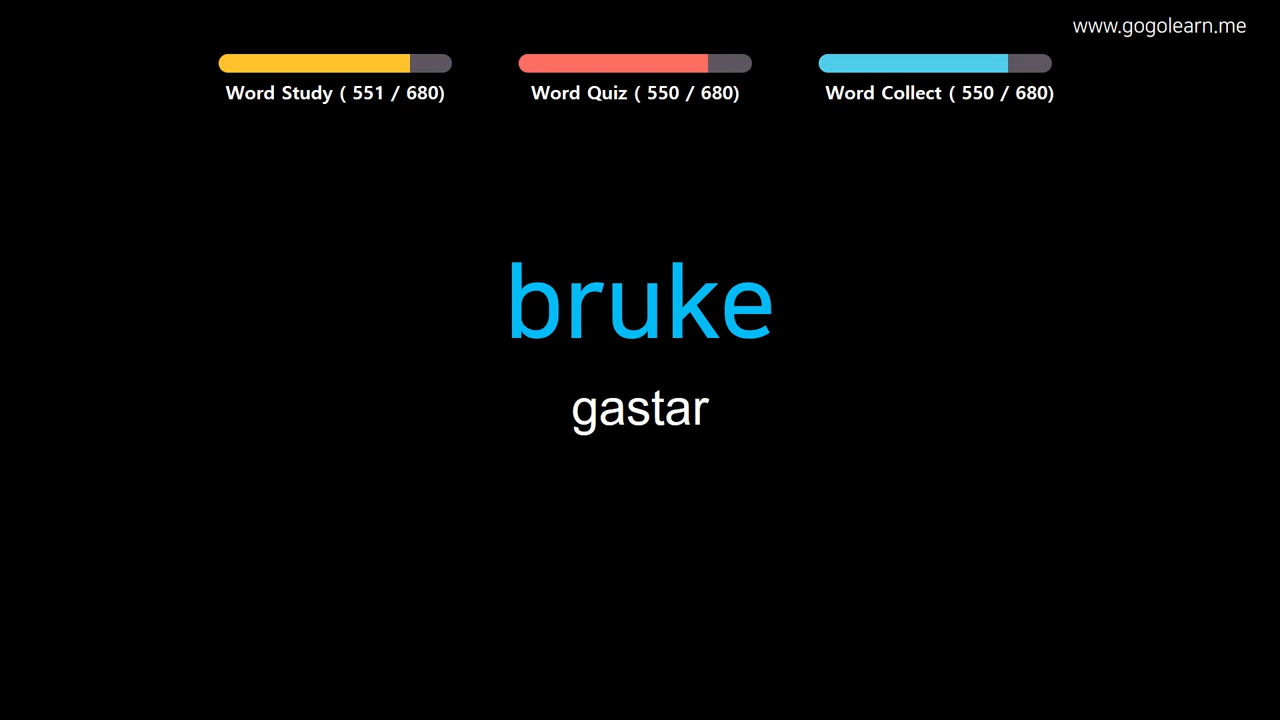 www.gogolearn.me
Word Study ( 551 / 680)
Word Quiz ( 550 / 680)
Word Collect ( 550 / 680)
bruke
gastar